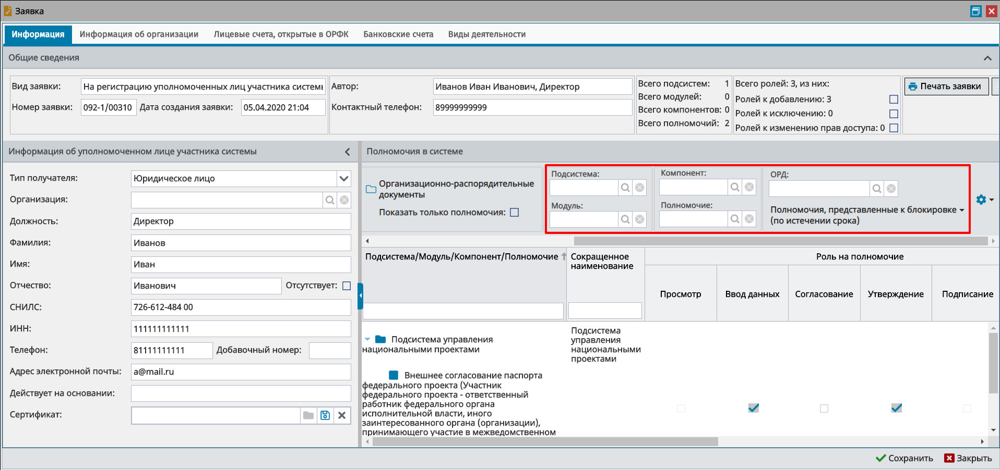 Заявка
Информация
Информация об организации
Лицевые счета, открытые в ОРФК
Банковские счета
Виды деятельности
Общие сведения
Вид заявки:
На регистрацию уполномоченных лиц участника системы
Номер заявки:
092-1/00310
Дата создания заявки:
05.04.2020 21:04
Автор:
Иванов Иван Иванович, Директор
Контактный телефон:
89999999999
Всего подсистем: 1
Всего модулей: 0
Всего компонентов: 0
Всего полномочий: 2
Всего ролей: 3, из них:
Ролей к добавлению: 3
Ролей к исключению: 0
Ролей к изменению прав доступа: 0
Печать заявки
Информация об уполномоченном лице участника системы
Тип получателя:
Юридическое лицо
Организация:
Должность:
Директор
Фамилия:
Иванов
Имя:
Иван
Отчество:
Иванович
Отсутствует:
СНИЛС:
726-612-484 00
ИНН:
111111111111
Телефон:
81111111111
Добавочный номер:
Адрес электронной почты:
a@mail.ru
Действует на основании:
Сертификат:
Полномочия в системе
Организационно-распорядительные
документы
Показать только полномочия:
Подсистема:
Модуль:
Компонент:
Полномочие:
ОРД:
Полномочия, представленные к блокировке
(по истечении срока)
Подсистема/Модуль/Компонент/Полномочие
Сокращенное
наименование
Роль на полномочие
Просмотр
Ввод данных
Согласование
Утверждение
Подписание
Подсистема управления
национальными проектами
Подсистема
управления
национальными
проектами
Внешнее согласование паспорта
федерального проекта (Участник
федерального проекта - ответственный
работник федерального органа
исполнительной власти, иного
заинтересованного органа (организации),
принимающего участие в межведомственном
Сохранить
Закрыть